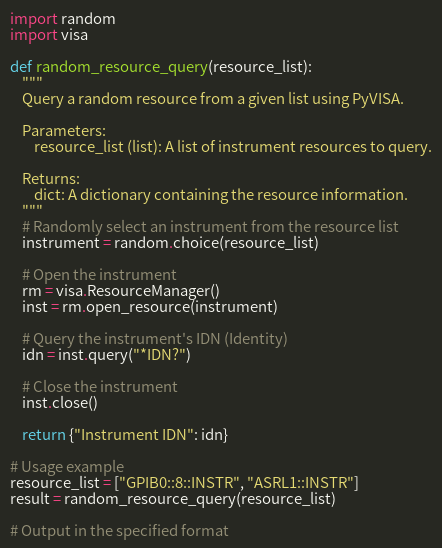 import random
import visa

def random_resource_query(resource_list):
    """
    Query a random resource from a given list using PyVISA.

    Parameters:
        resource_list (list): A list of instrument resources to query.

    Returns:
        dict: A dictionary containing the resource information.
    """
    # Randomly select an instrument from the resource list
    instrument = random.choice(resource_list)

    # Open the instrument
    rm = visa.ResourceManager()
    inst = rm.open_resource(instrument)

    # Query the instrument's IDN (Identity)
    idn = inst.query("*IDN?")

    # Close the instrument
    inst.close()

    return {"Instrument IDN": idn}

# Usage example
resource_list = ["GPIB0::8::INSTR", "ASRL1::INSTR"]
result = random_resource_query(resource_list)

# Output in the specified format